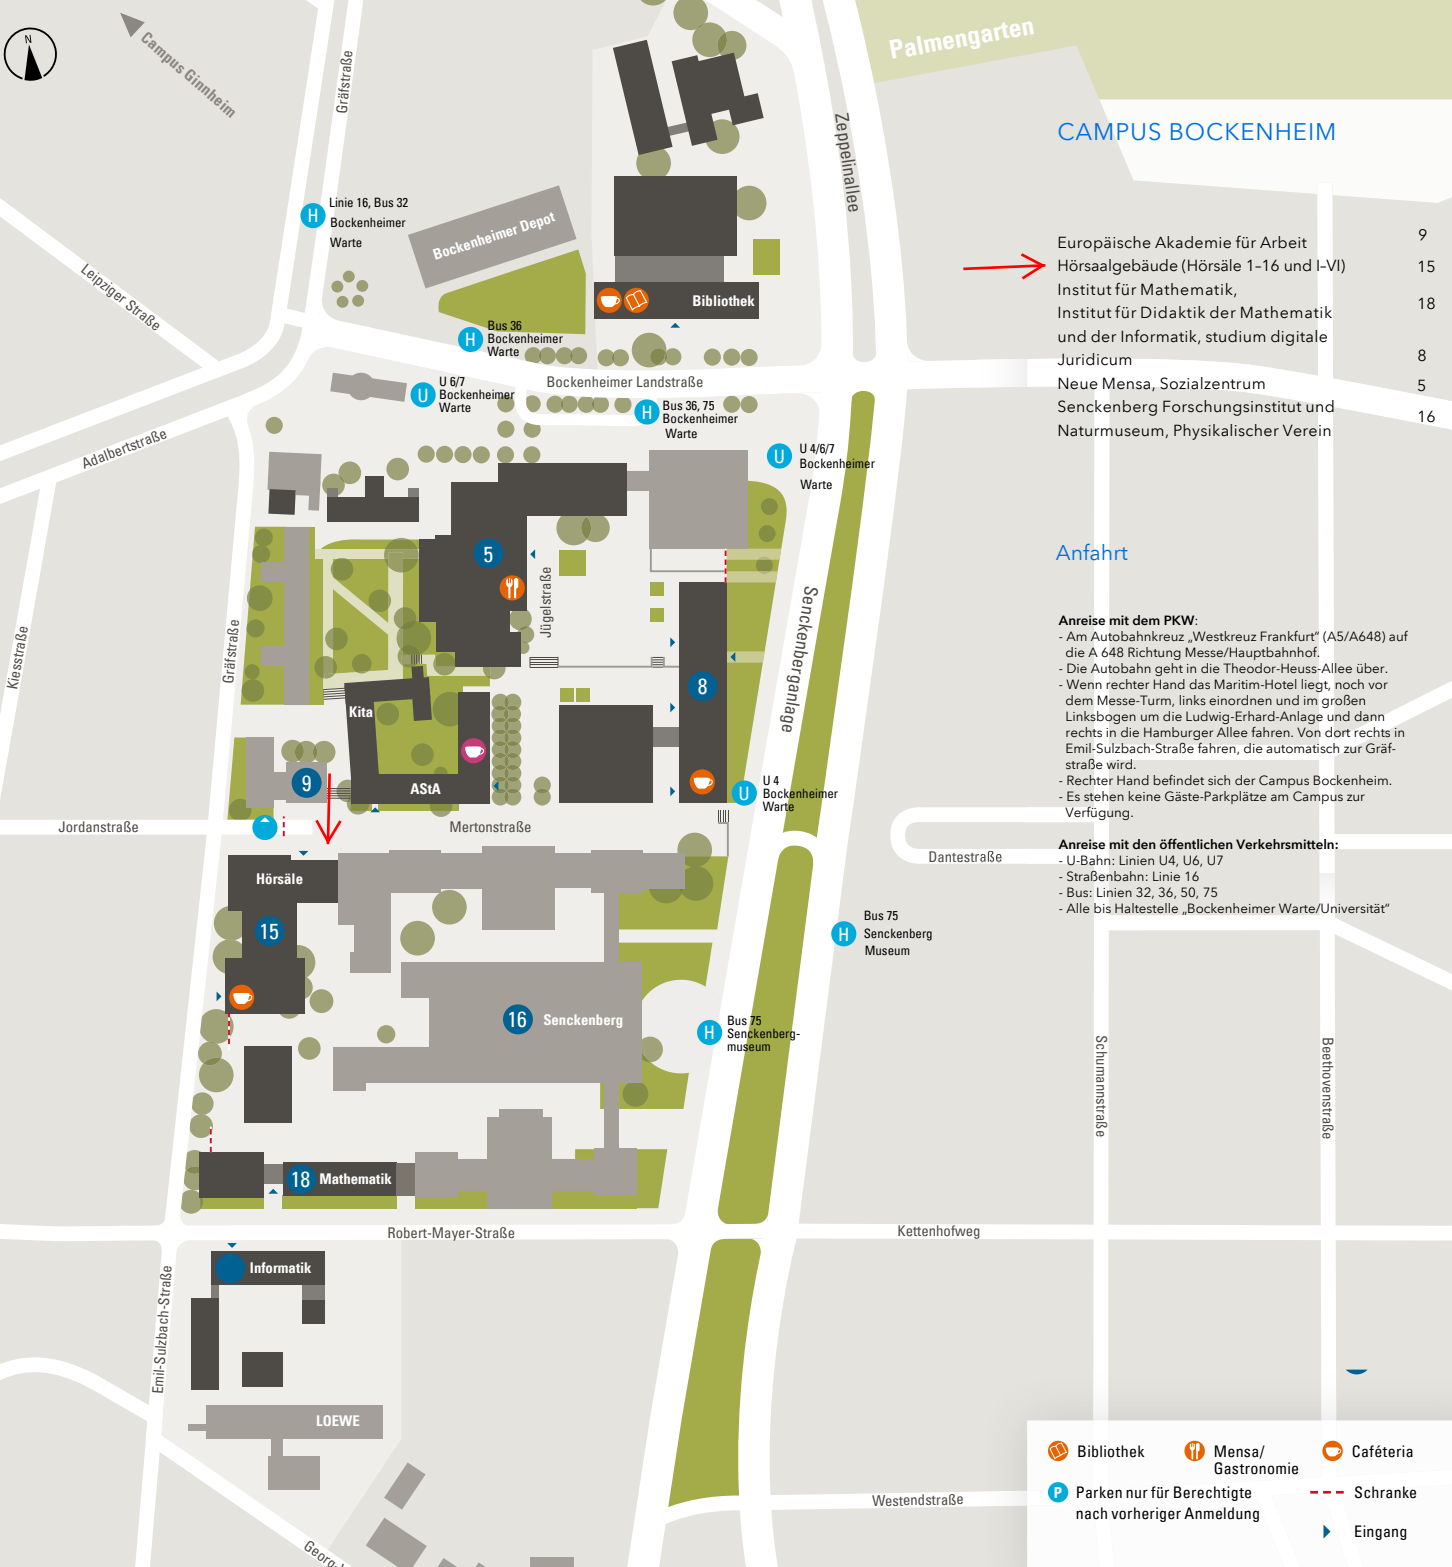 N
Campus Ginnheim
Gräfstraße
Palmengarten
Zeppelinallee
CAMPUS BOCKENHEIM
Linie 16, Bus 32
H
Bockenheimer
Warte
Bockenheimer Depot
Leipziger Straße
Bibliothek
Europäische Akademie für Arbeit 9
Hörsaalgebäude (Hörsäle 1–16 und I–VI) 15
Institut für Mathematik,
Institut für Didaktik der Mathematik 18
und der Informatik, studium digitale
Juridicum 8
Neue Mensa, Sozialzentrum 5
Senckenberg Forschungsinstitut und 16
Naturmuseum, Physikalischer Verein
H
Bus 36
Bockenheimer
Warte
Bockenheimer Landstraße
U
U 6/7
Bockenheimer
Warte
H
Bus 36, 75
Bockenheimer
Warte
Adalbertstraße
U
U 4/6/7
Bockenheimer
Warte
5
Jügelstraße
Senckenberganlage
Kiesstraße
Gräfstraße
Anfahrt
Anreise mit dem PKW:
- Am Autobahnkreuz „Westkreuz Frankfurt“ (A5/A648) auf
die A 648 Richtung Messe/Hauptbahnhof.
- Die Autobahn geht in die Theodor-Heuss-Allee über.
- Wenn rechter Hand das Maritim-Hotel liegt, noch vor
dem Messe-Turm, links einordnen und im großen
Linksbogen um die Ludwig-Erhard-Anlage und dann
rechts in die Hamburger Allee fahren. Von dort rechts in
Emil-Sulzbach-Straße fahren, die automatisch zur Gräf-
straße wird.
- Rechter Hand befindet sich der Campus Bockenheim.
- Es stehen keine Gäste-Parkplätze am Campus zur
Verfügung.
Anreise mit den öffentlichen Verkehrsmitteln:
- U-Bahn: Linien U4, U6, U7
- Straßenbahn: Linie 16
- Bus: Linien 32, 36, 50, 75
- Alle bis Haltestelle „Bockenheimer Warte/Universität“
8
Kita
9
AStA
U
U 4
Bockenheimer
Warte
Jordanstraße
Mertonstraße
Dantestraße
Hörsäle
15
H
Bus 75
Senckenberg
Museum
16 Senckenberg
H
Bus 75
Senckenberg-
museum
Schumannstraße
Beethovenstraße
18 Mathematik
Robert-Mayer-Straße
Kettenhofweg
Informatik
Emil-Sulzbach-Straße
LOEWE
Westendstraße
Georg-
Bibliothek
Mensa/
Gastronomie
Caféteria
P Parken nur für Berechtigte
nach vorheriger Anmeldung
Schranke
Eingang